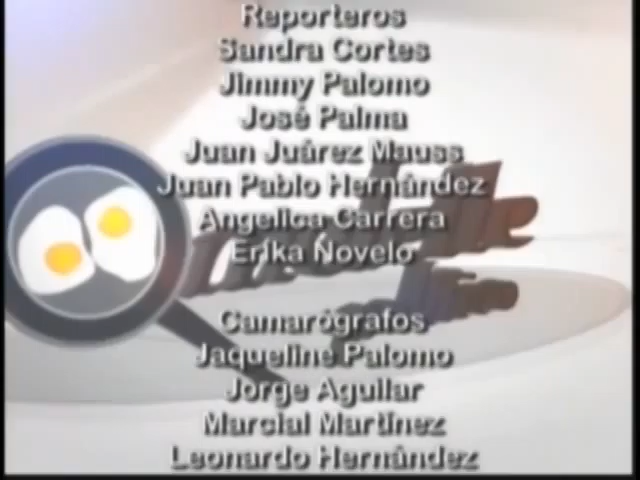 Reporteros
Sandra Cortes
Jimmy Palomo
José Palma
Juan Juárez Mauss
Juan Pablo Hernández
Angelica Carrera
Erika Novelo
Camarógrafos
Jaqueline Palomo
Jorge Aguilar
Marcial Martínez
Leonardo Hernández